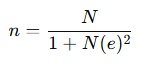 n = N / (1 + N(e)²)